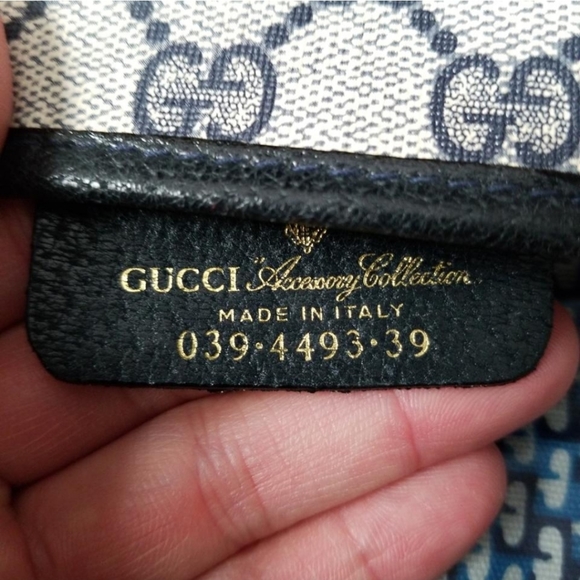 GUCCI "Accessory Collection"
MADE IN ITALY
039·4493·39